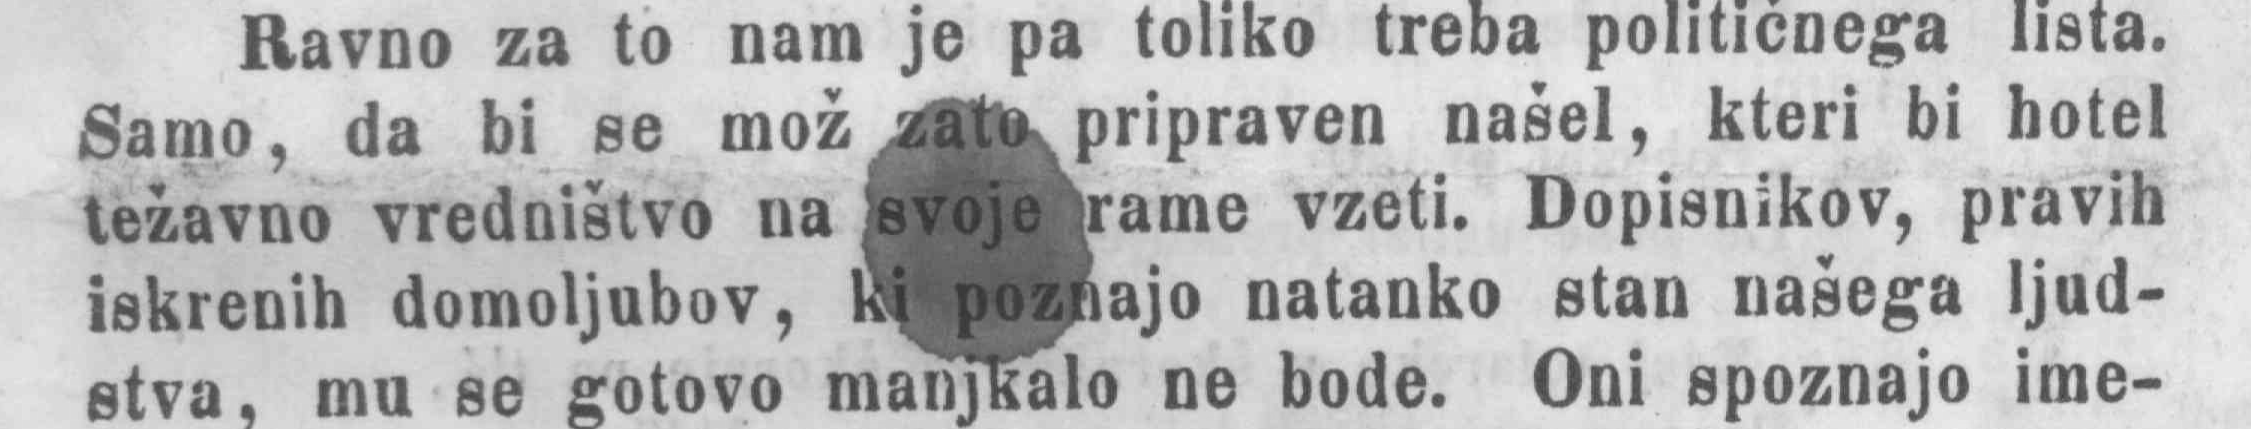 Ravno za to nam je pa toliko treba političnega lista.
Samo, da bi se mož zato pripraven našel, kteri bi hotel
težavno vredništvo na svoje rame vzeti. Dopisnikov, pravih
iskrenih domoljubov, ki poznajo natanko stan našega ljud-
stva, mu se gotovo manjkalo ne bode. Oni spoznajo ime-